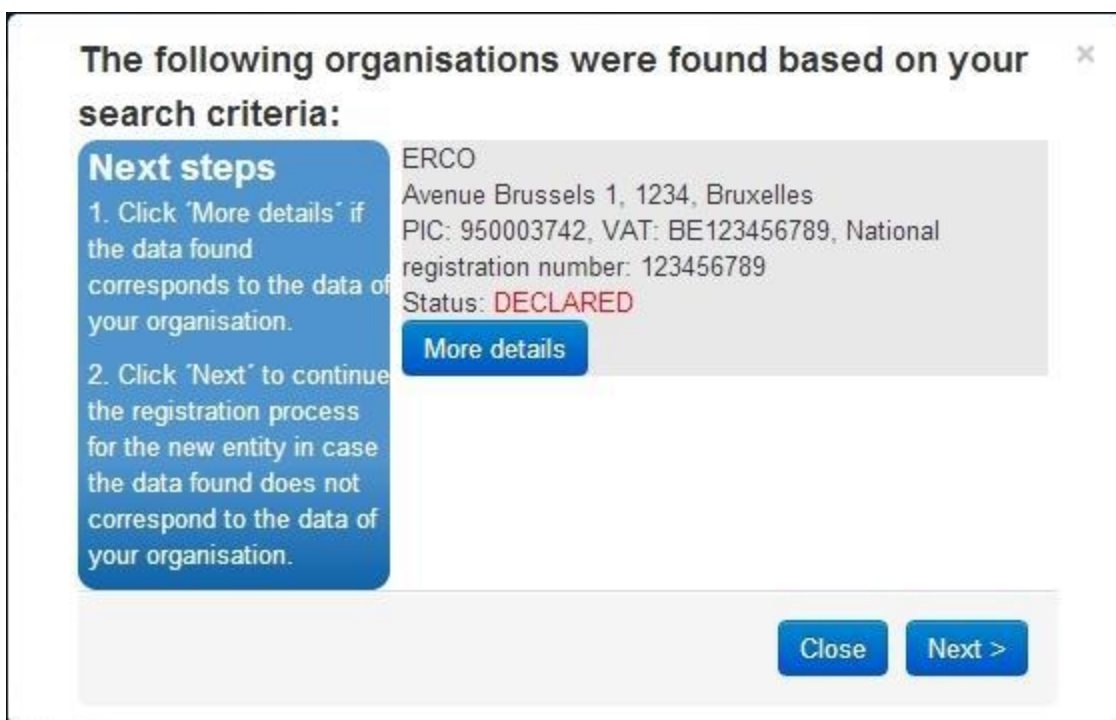 The following organisations were found based on your
search criteria:
×
Next steps
1. Click ´More details´ if
the data found
corresponds to the data of
your organisation.
2. Click ´Next´ to continue
the registration process
for the new entity in case
the data found does not
correspond to the data of
your organisation.
ERCO
Avenue Brussels 1, 1234, Bruxelles
PIC: 950003742, VAT: BE123456789, National
registration number: 123456789
Status: DECLARED
More details
Close
Next >